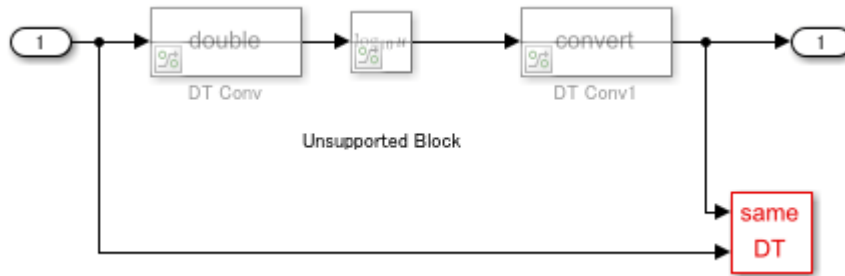 1
double
convert
1
DT Conv
DT Conv1
Unsupported Block
same
DT